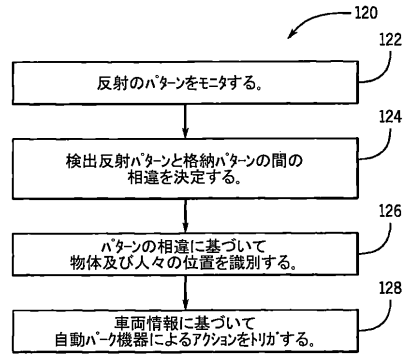 120
122
反射のﾊﾟﾀｰﾝをﾓﾆﾀする。
124
検出反射ﾊﾟﾀｰﾝと格納ﾊﾟﾀｰﾝの間の
相違を決定する。
126
ﾊﾟﾀｰﾝの相違に基づいて
物体及び人々の位置を識別する。
128
車両情報に基づいて
自動ﾊﾟｰｸ機器によるｱｸｼｮﾝをﾄﾘｶﾞする。